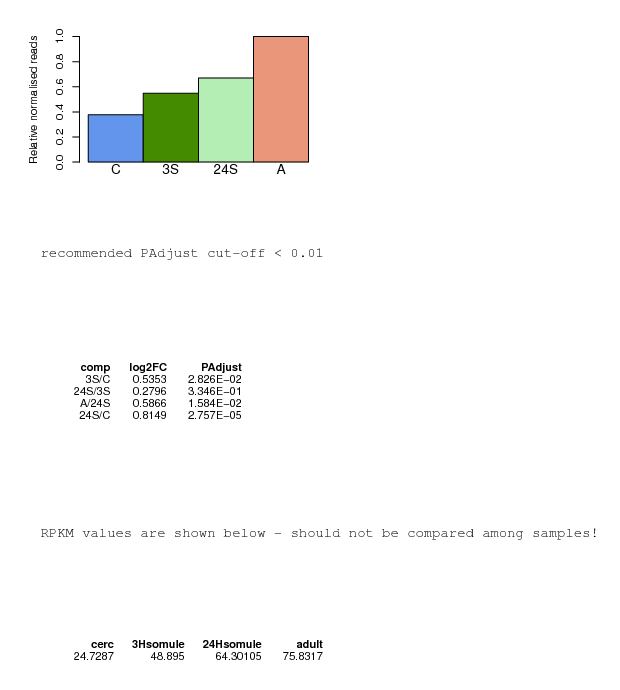 Relative normalised reads
1.0
0.8
0.6
0.4
0.2
0.0
C 3S 24S A
recommended PAdjust cut-off < 0.01
comp log2FC PAdjust
3S/C 0.5353 2.826E-02
24S/3S 0.2796 3.346E-01
A/24S 0.5866 1.584E-02
24S/C 0.8149 2.757E-05
RPKM values are shown below - should not be compared among samples!
cerc 3Hsomule 24Hsomule adult
24.7287 48.895 64.30105 75.8317